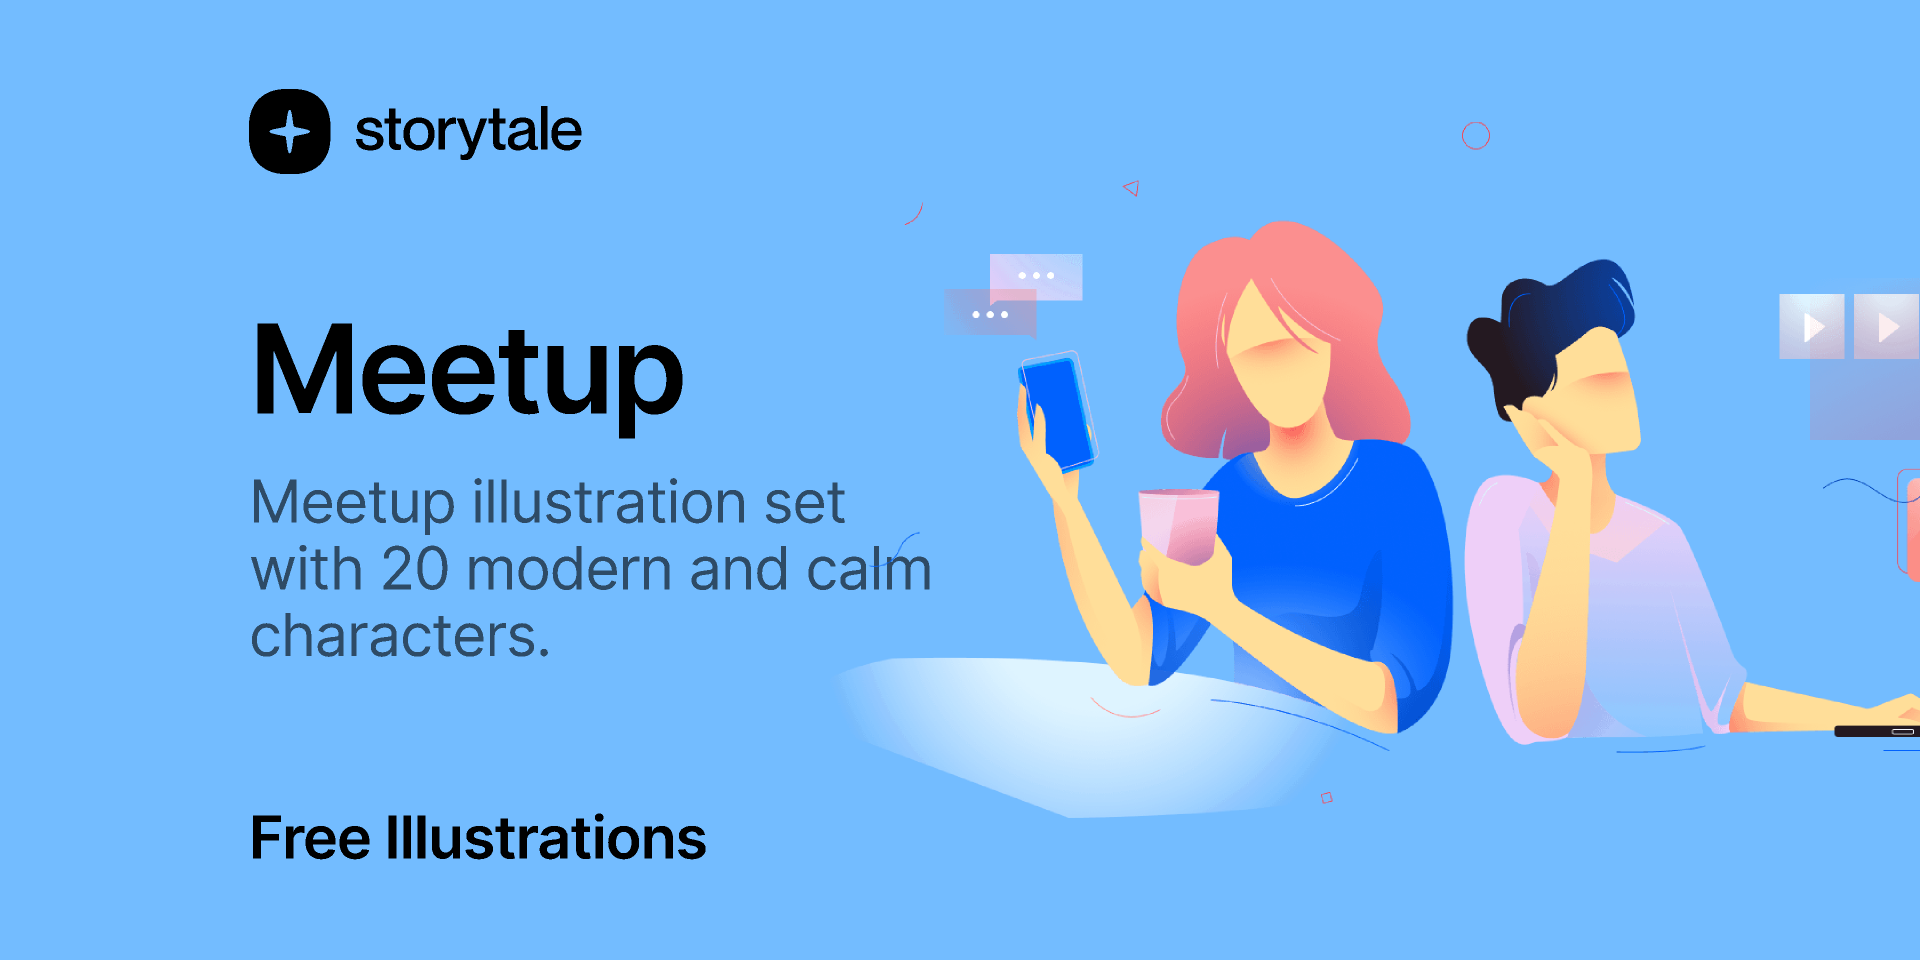 storytale
Meetup
Meetup illustration set
with 20 modern and calm
characters.
Free Illustrations